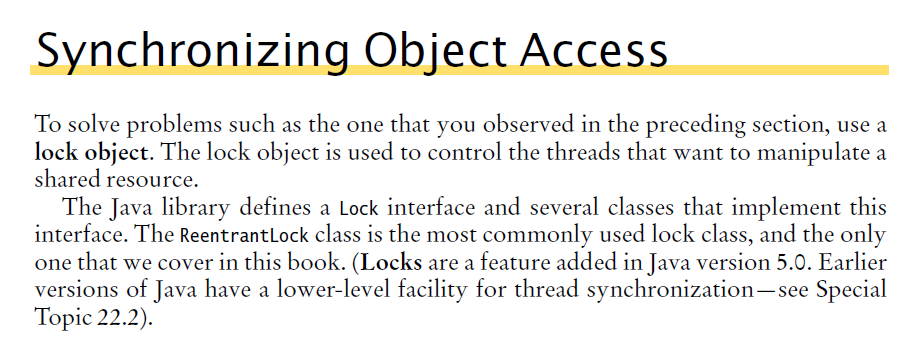 Synchronizing Object Access
To solve problems such as the one that you observed in the preceding section, use a
lock object. The lock object is used to control the threads that want to manipulate a
shared resource.
The Java library defines a Lock interface and several classes that implement this
interface. The ReentrantLock class is the most commonly used lock class, and the only
one that we cover in this book. (Locks are a feature added in Java version 5.0. Earlier
versions of Java have a lower-level facility for thread synchronization—see Special
Topic 22.2).